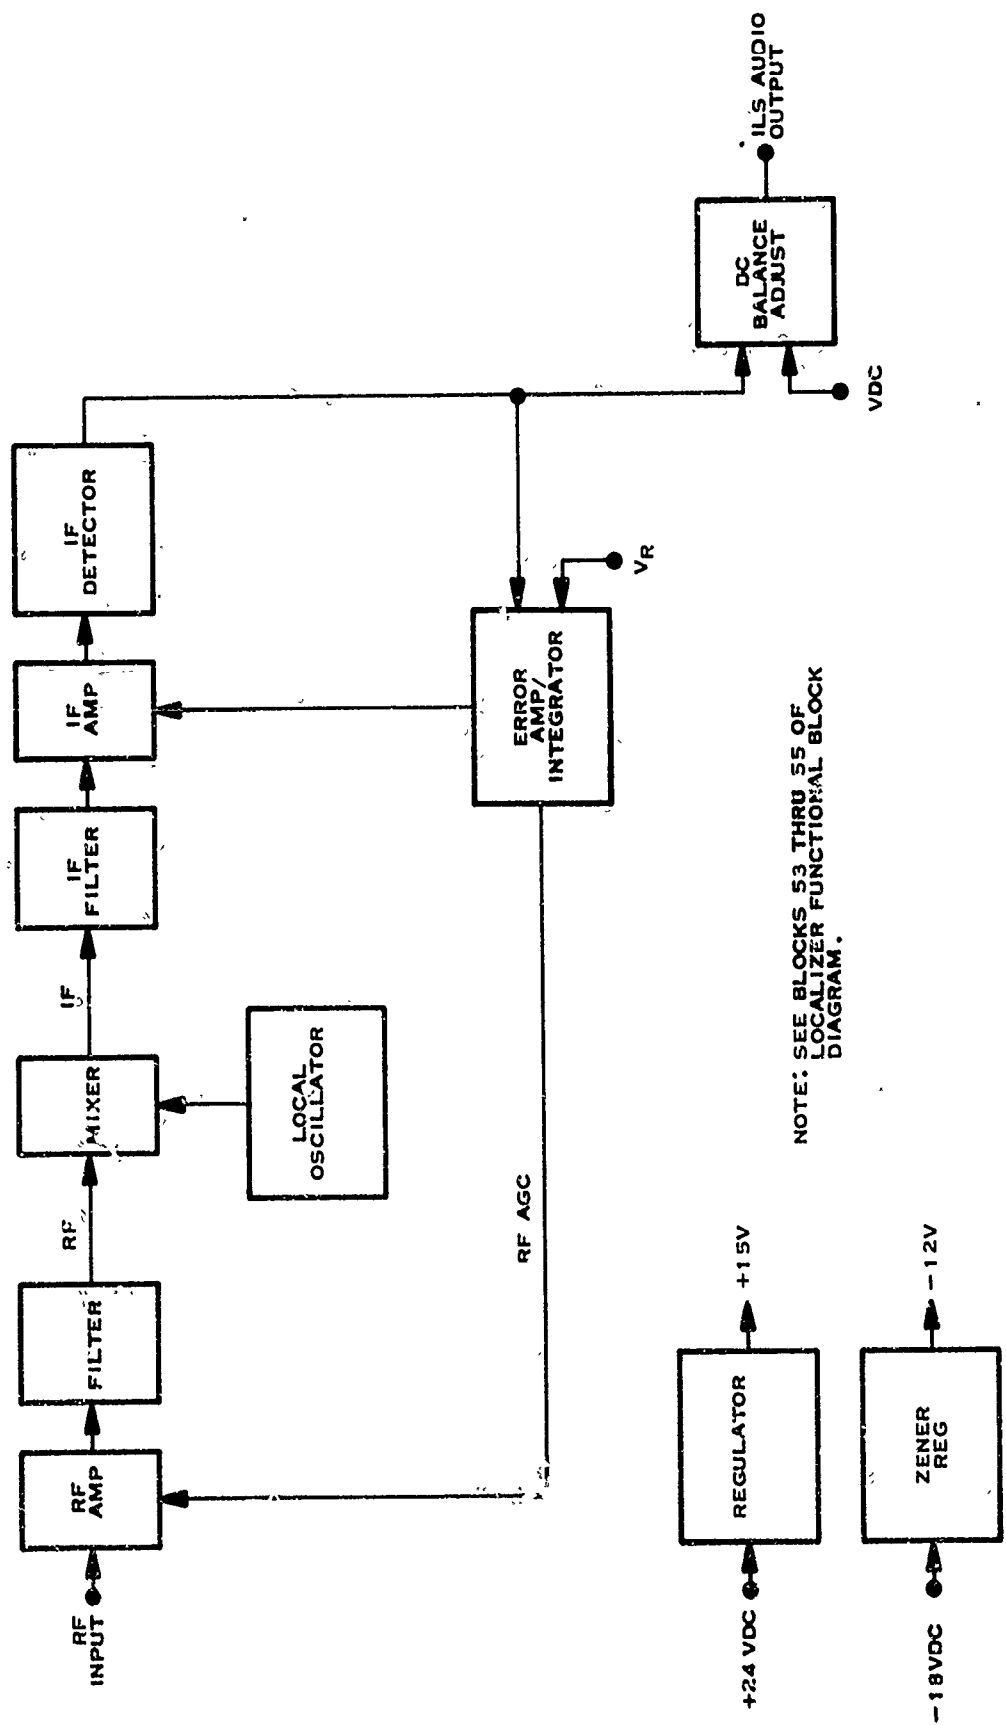 RF
INPUT
RF
AMP
FILTER
RF
MIXER
IF
IF
FILTER
IF
AMP
IF
DETECTOR
LOCAL
OSCILLATOR
RF AGC
ERROR
AMP/
INTEGRATOR
VR
DC
BALANCE
ADJUST
VDC
ILS AUDIO
OUTPUT
+24 VDC
REGULATOR
+15V
-18VDC
ZENER
REG
-12V
NOTE: SEE BLOCKS 53 THRU 55 OF
LOCALIZER FUNCTIONAL BLOCK
DIAGRAM.